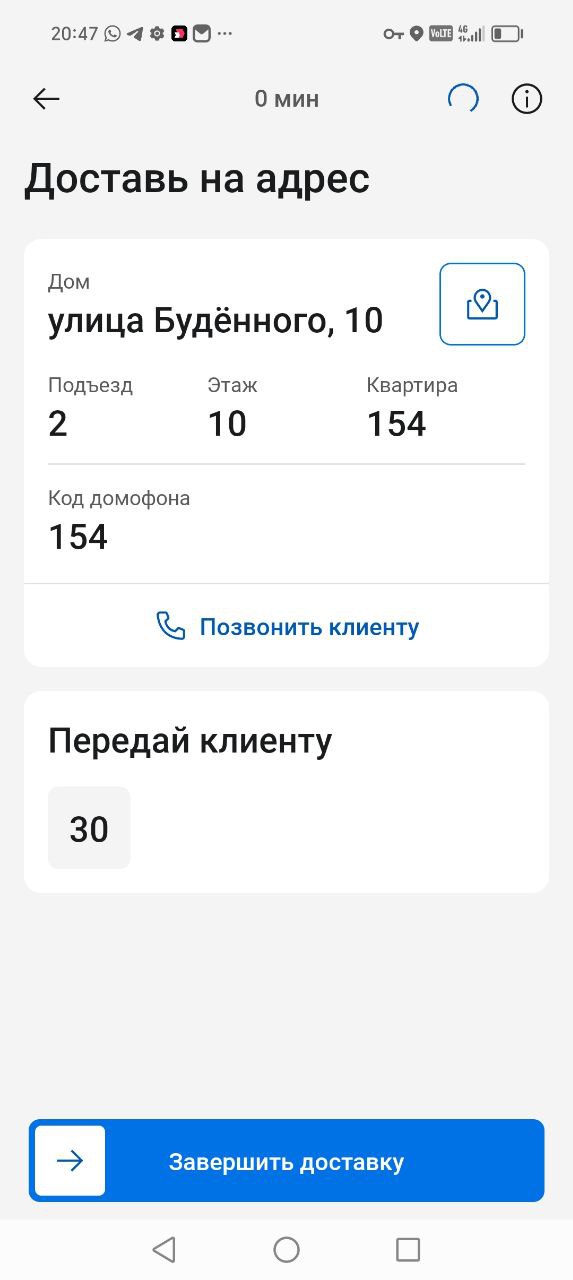 20:47
VoLTE 4G
0 мин
Доставь на адрес
Дом
улица Будённого, 10
Подъезд Этаж Квартира
2 10 154
Код домофона
154
Позвонить клиенту
Передай клиенту
30
Завершить доставку